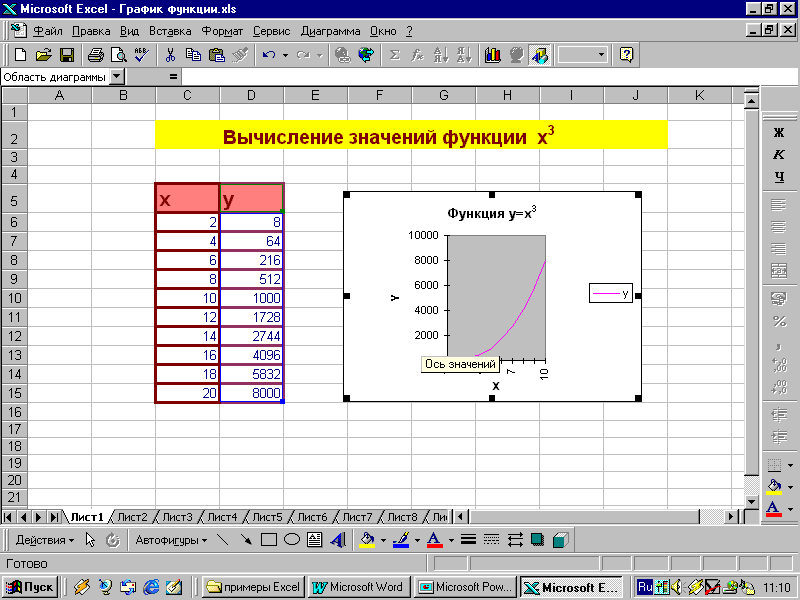 Microsoft Excel - График функции.xls
Файл Правка Вид Вставка Формат Сервис Диаграмма Окно ?
Область диаграммы =
A B C D E F G H I J K
1
2 Вычисление значений функции x³
3
4
5 x y
6 2 8
7 4 64
8 6 216
9 8 512
10 10 1000
11 12 1728
12 14 2744
13 16 4096
14 18 5832
15 20 8000
16
17
18
19
20
21
Функция y=x³
10000
8000
6000
4000
2000
Y
y
Ось значений
7 10
X
Ж
К
Ч
Лист1 Лист2 Лист3 Лист4 Лист5 Лист6 Лист7 Лист8 Ли
Действия Автофигуры
Готово
Пуск примеры Excel Microsoft Word Microsoft Pow... Microsoft E... Ru 11:10